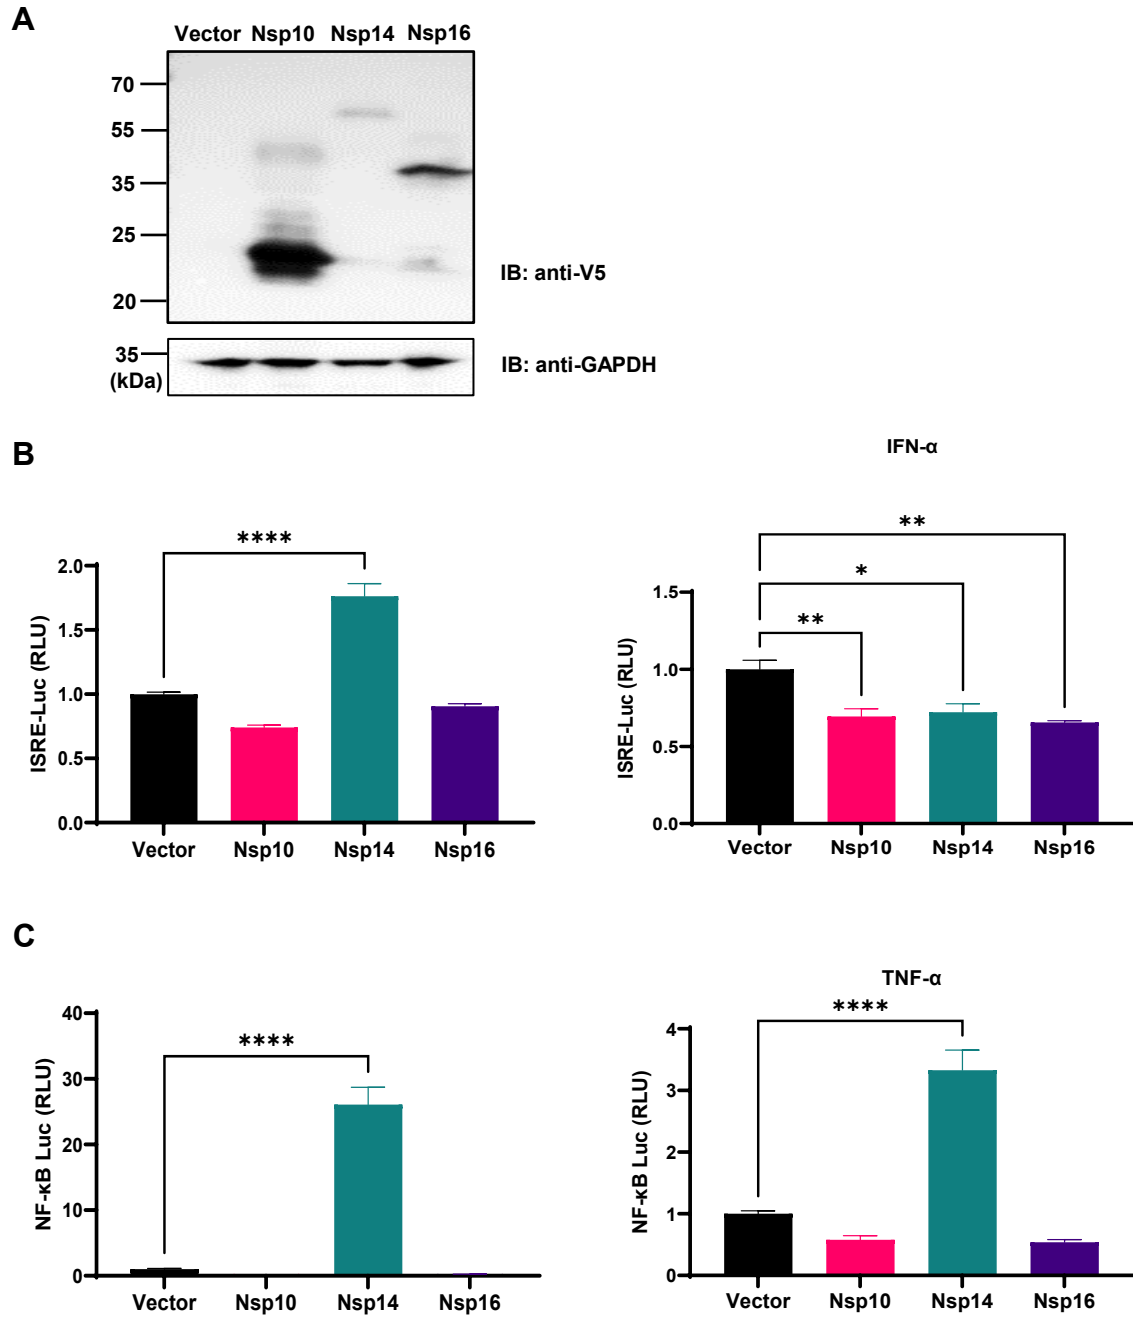 A
Vector Nsp10 Nsp14 Nsp16
70
55
35
25
20
IB: anti-V5
35
(kDa)
IB: anti-GAPDH
B
****
2.0
1.5
1.0
0.5
0.0
ISRE-Luc (RLU)
Vector Nsp10 Nsp14 Nsp16
IFN-α
**
*
**
1.5
1.0
0.5
0.0
ISRE-Luc (RLU)
Vector Nsp10 Nsp14 Nsp16
C
****
40
30
20
10
0
NF-κB Luc (RLU)
Vector Nsp10 Nsp14 Nsp16
TNF-α
****
4
3
2
1
0
NF-κB Luc (RLU)
Vector Nsp10 Nsp14 Nsp16